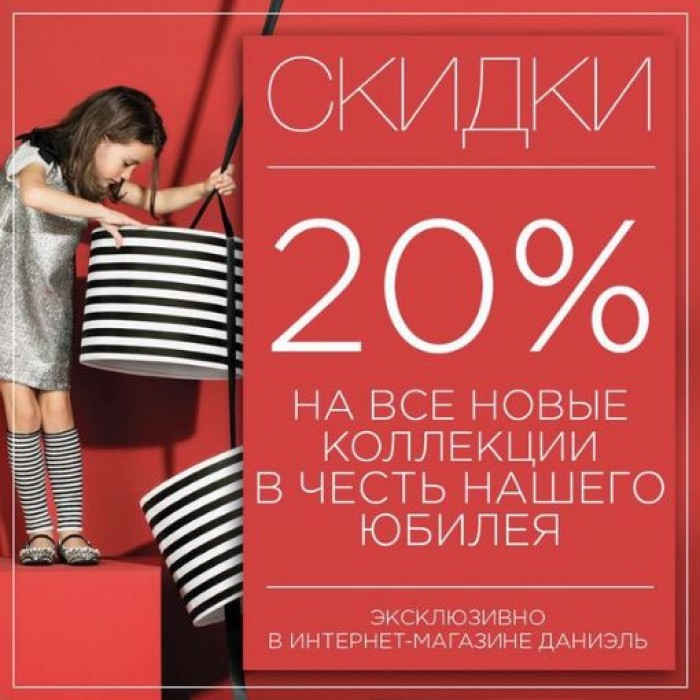 СКИДКИ
20%
НА ВСЕ НОВЫЕ
КОЛЛЕКЦИИ
В ЧЕСТЬ НАШЕГО
ЮБИЛЕЯ
ЭКСКЛЮЗИВНО
В ИНТЕРНЕТ-МАГАЗИНЕ ДАНИЭЛЬ